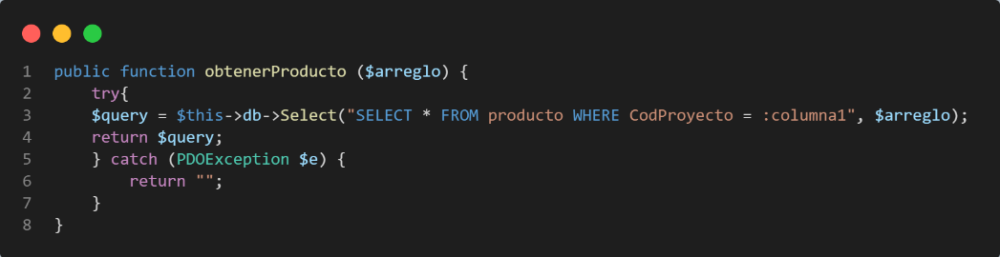 1 public function obtenerProducto ($arreglo) {
2 try{
3 $query = $this->db->Select("SELECT * FROM producto WHERE CodProyecto = :columna1", $arreglo);
4 return $query;
5 } catch (PDOException $e) {
6 return "";
7 }
8 }